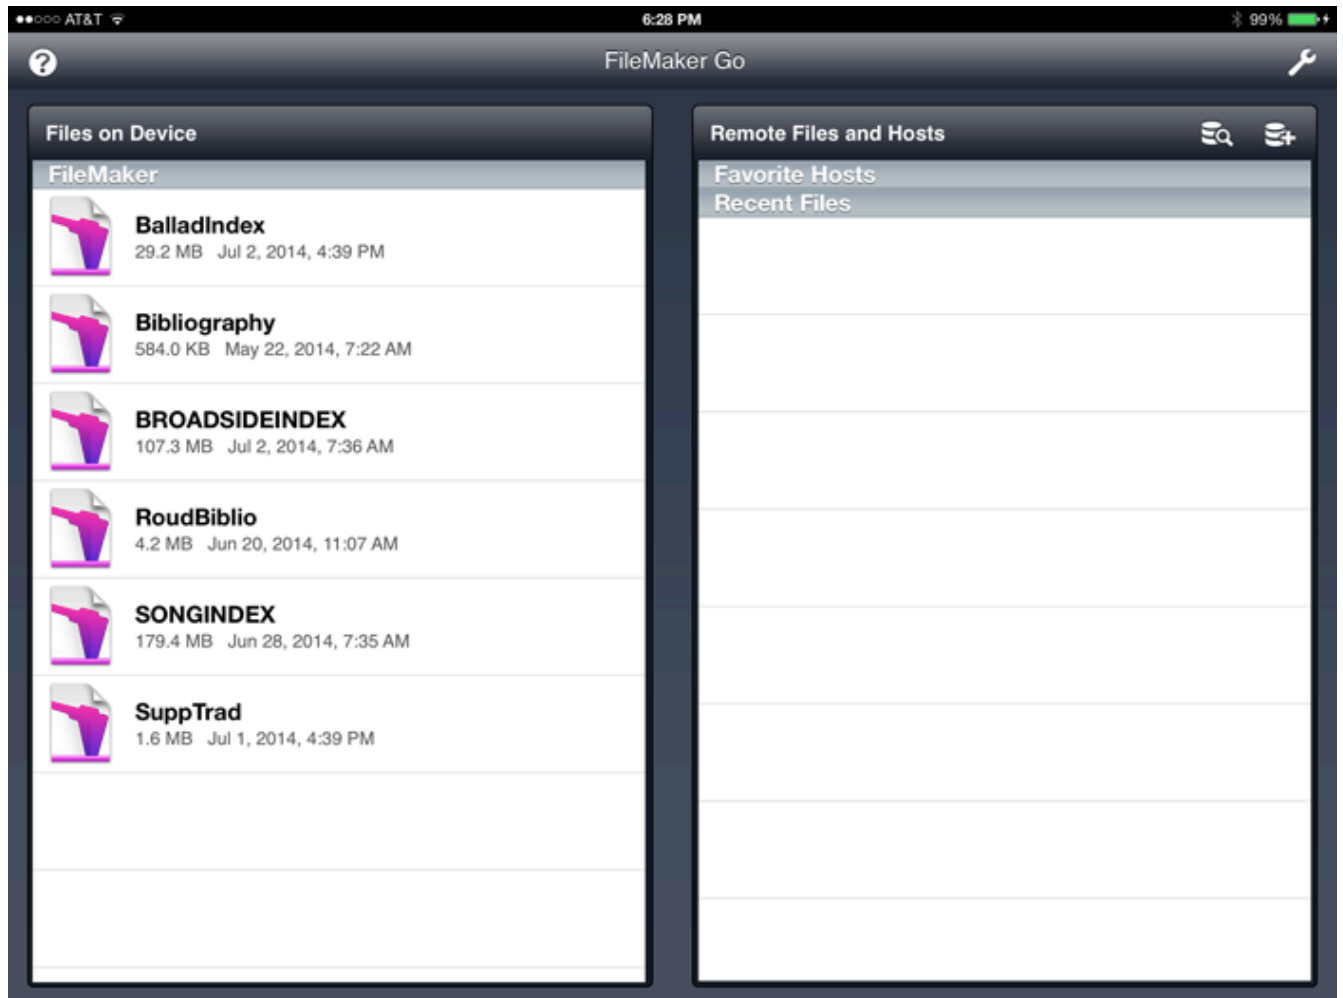 AT&T
6:28 PM
99%
FileMaker Go
Files on Device
FileMaker
BalladIndex
29.2 MB Jul 2, 2014, 4:39 PM
Bibliography
584.0 KB May 22, 2014, 7:22 AM
BROADSIDEINDEX
107.3 MB Jul 2, 2014, 7:36 AM
RoudBiblio
4.2 MB Jun 20, 2014, 11:07 AM
SONGINDEX
179.4 MB Jun 28, 2014, 7:35 AM
SuppTrad
1.6 MB Jul 1, 2014, 4:39 PM
Remote Files and Hosts
Favorite Hosts
Recent Files